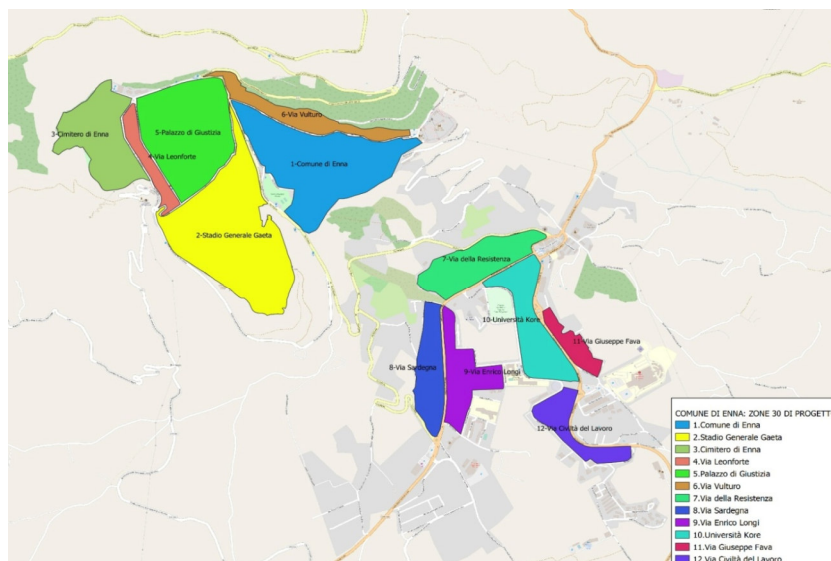 6-Via Vulturo
3-Cimitero di Enna
5-Palazzo di Giustizia
4-Via Leonforte
1-Comune di Enna
2-Stadio Generale Gaeta
7-Via della Resistenza
10-Università Kore
11-Via Giuseppe Fava
8-Via Sardegna
9-Via Enrico Longi
12-Via Civiltà del Lavoro
COMUNE DI ENNA: ZONE 30 DI PROGETT
1.Comune di Enna
2.Stadio Generale Gaeta
3.Cimitero di Enna
4.Via Leonforte
5.Palazzo di Giustizia
6.Via Vulturo
7.Via della Resistenza
8.Via Sardegna
9.Via Enrico Longi
10.Università Kore
11.Via Giuseppe Fava
12.Via Civiltà del Lavoro